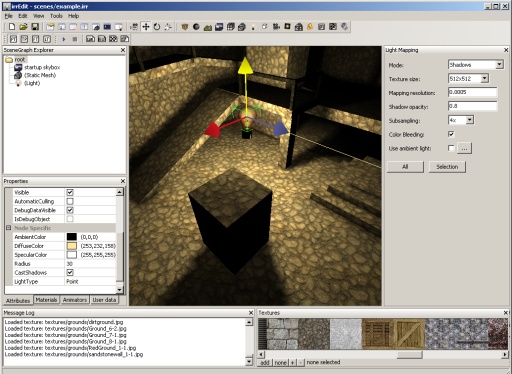 irrEdit - scenes/example.irr
File Edit View Tools Help
SceneGraph Explorer
root
startup skybox
(Static Mesh)
(Light)
Properties
Visible
AutomaticCulling
DebugDataVisible
IsDebugObject
Node Specific
AmbientColor (0,0,0)
DiffuseColor (253,232,158)
SpecularColor (255,255,255)
Radius 30
CastShadows
LightType Point
Attributes Materials Animators User data
Light Mapping
Mode: Shadows
Texture size: 512x512
Mapping resolution: 0.0005
Shadow opacity: 0.8
Subsampling: 4x
Color Bleeding:
Use ambient light: ...
All Selection
Message Log
Loaded texture: textures/grounds/dirtground.jpg
Loaded texture: textures/grounds/Ground_6-2.jpg
Loaded texture: textures/grounds/Ground_7-1.jpg
Loaded texture: textures/grounds/Ground_8-1.jpg
Loaded texture: textures/grounds/RedGround_1-1.jpg
Loaded texture: textures/grounds/sandstonewall_1-1.jpg
Textures
add none + - none selected